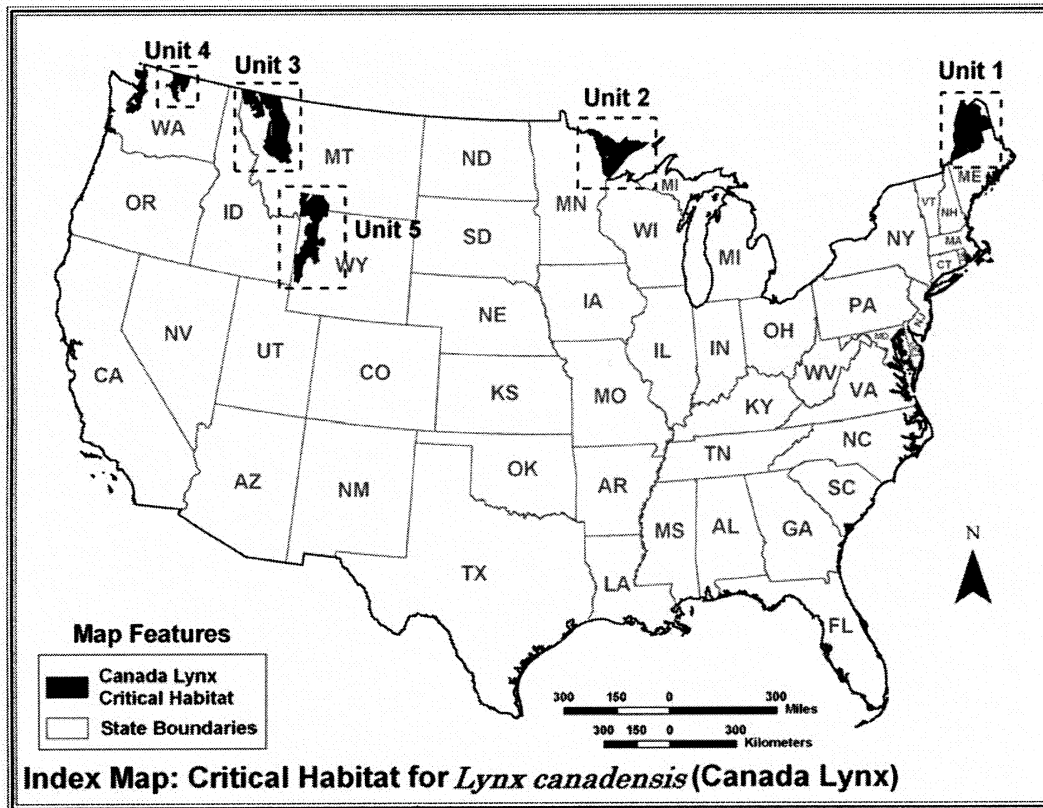 Unit 4
Unit 3
Unit 2
Unit 1
WA
MT
ND
MN
MI
ME
VT
NH
OR
ID
Unit 5
WY
SD
WI
MI
NY
MA
CT
NV
UT
NE
IA
PA
NJ
CA
CO
KS
IL
IN
OH
MD
WV
VA
MO
KY
NC
AZ
NM
OK
TN
AR
SC
TX
MS
AL
GA
LA
FL
N
Map Features
Canada Lynx
Critical Habitat
State Boundaries
300 150 0 300
Miles
300 150 0 300
Kilometers
Index Map: Critical Habitat for Lynx canadensis (Canada Lynx)